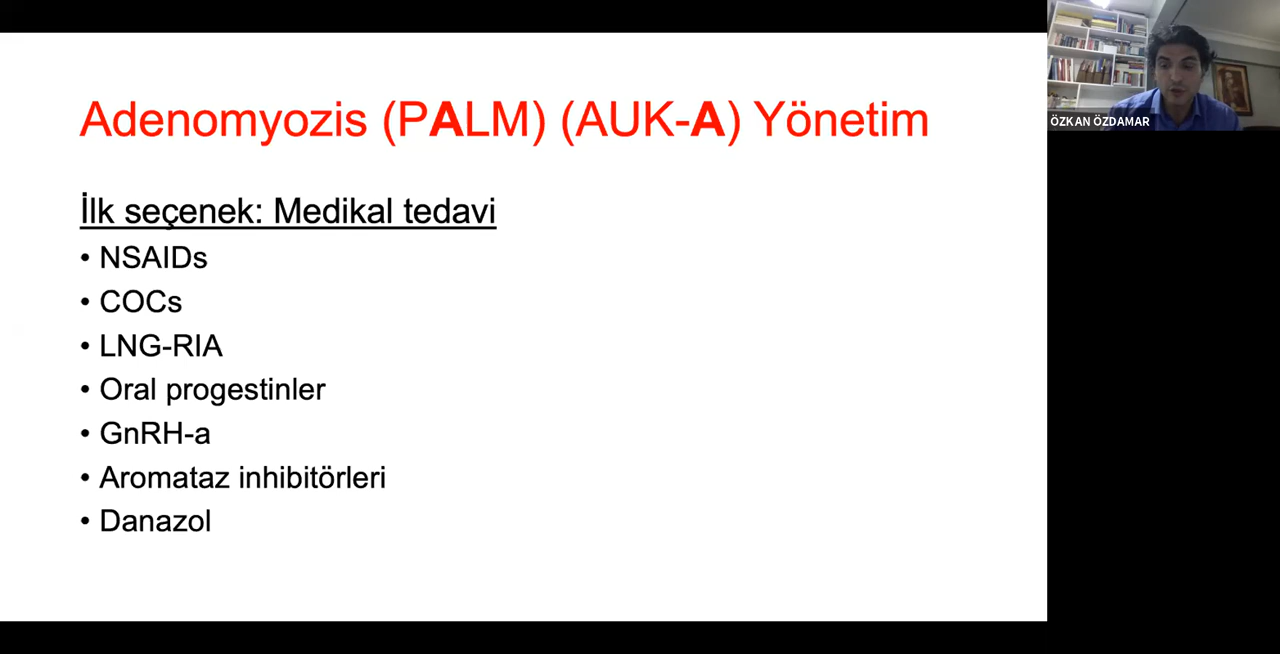 Adenomyozis (PALM) (AUK-A) Yönetim
İlk seçenek: Medikal tedavi
• NSAIDs
• COCs
• LNG-RIA
• Oral progestinler
• GnRH-a
• Aromataz inhibitörleri
• Danazol
ÖZKAN ÖZDAMAR